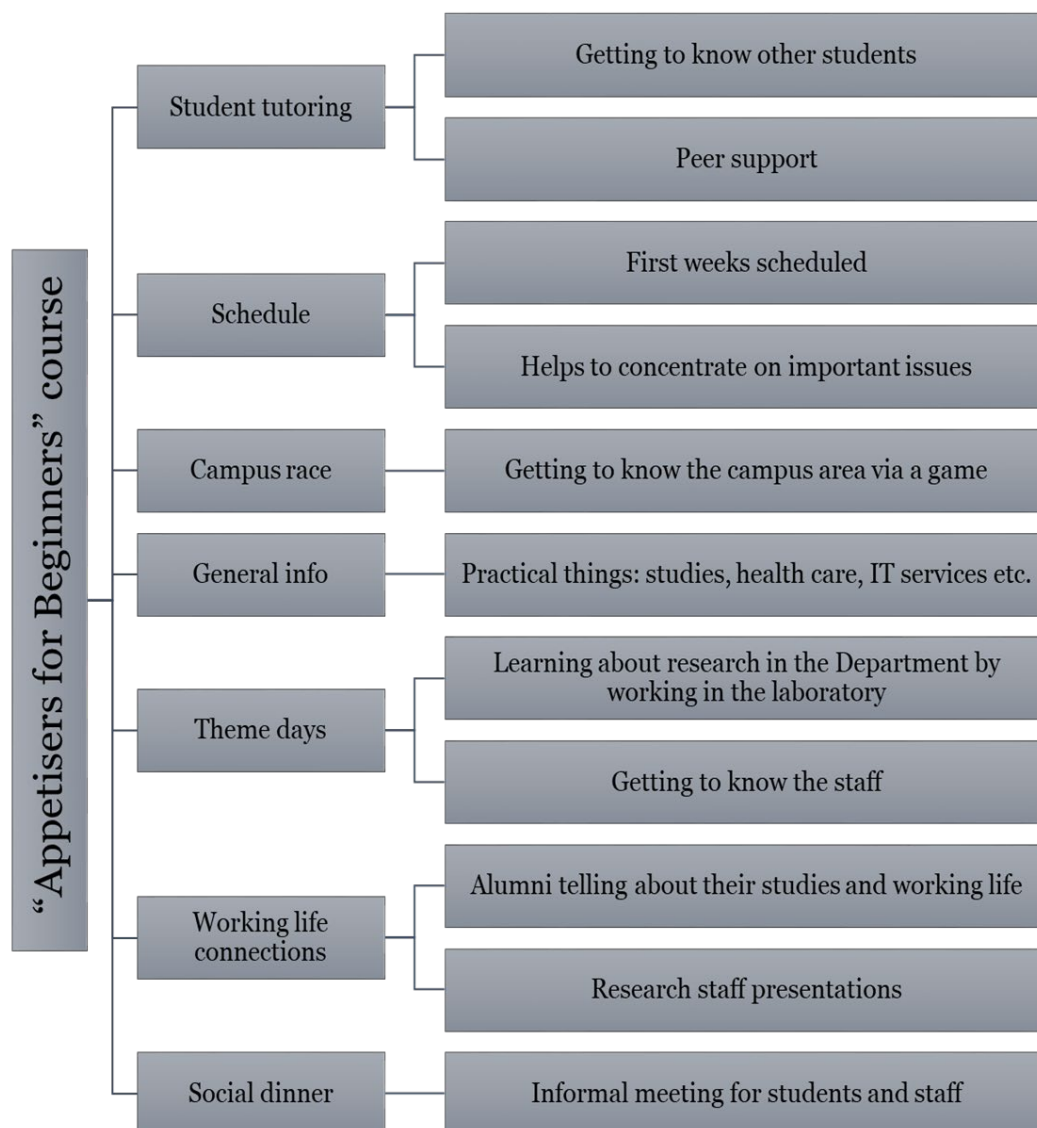 “Appetisers for Beginners” course
Student tutoring
Getting to know other students
Peer support
Schedule
First weeks scheduled
Helps to concentrate on important issues
Campus race
Getting to know the campus area via a game
General info
Practical things: studies, health care, IT services etc.
Theme days
Learning about research in the Department by
working in the laboratory
Getting to know the staff
Working life
connections
Alumni telling about their studies and working life
Research staff presentations
Social dinner
Informal meeting for students and staff